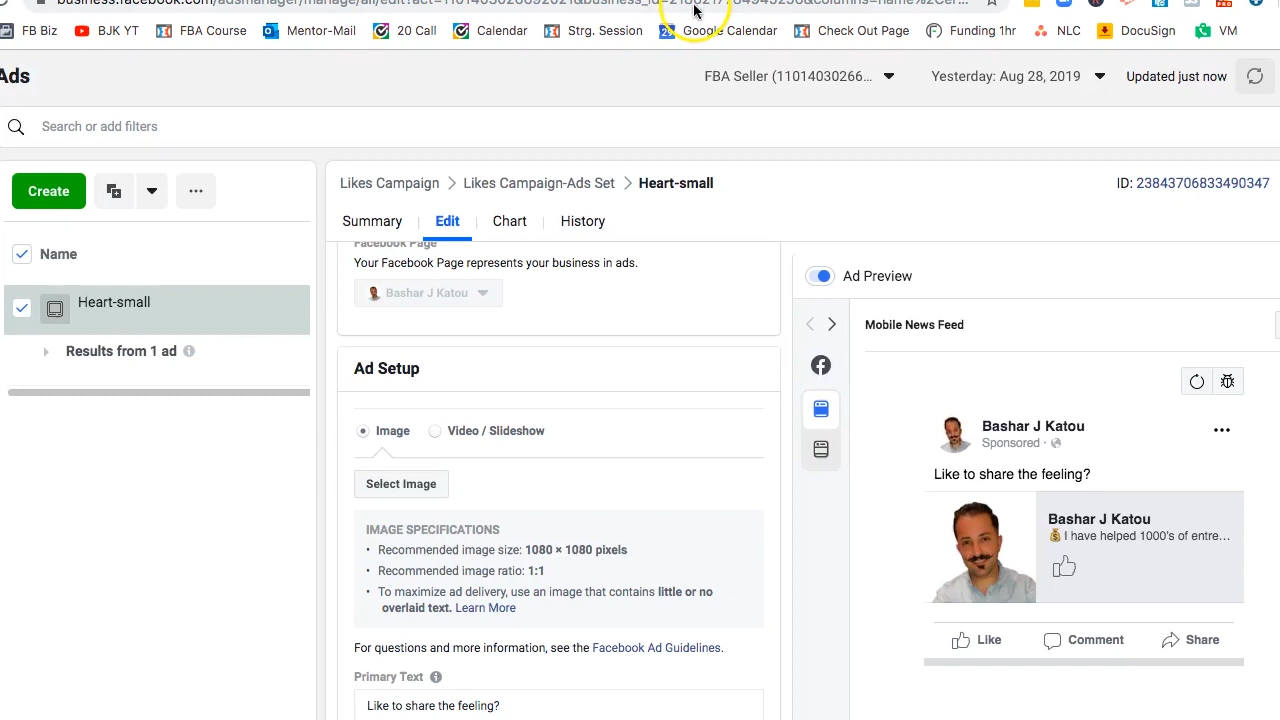 FB Biz BJK YT FBA Course Mentor-Mail 20 Call Calendar Strg. Session Google Calendar Check Out Page Funding 1hr NLC DocuSign VM
Ads
FBA Seller (11014030266... Yesterday: Aug 28, 2019 Updated just now
Search or add filters
Create
Likes Campaign Likes Campaign-Ads Set Heart-small ID: 23843706833490347
Summary Edit Chart History
Name
Heart-small
Results from 1 ad
Facebook Page
Your Facebook Page represents your business in ads.
Bashar J Katou
Ad Setup
Image Video / Slideshow
Select Image
IMAGE SPECIFICATIONS
• Recommended image size: 1080 × 1080 pixels
• Recommended image ratio: 1:1
• To maximize ad delivery, use an image that contains little or no
overlaid text. Learn More
For questions and more information, see the Facebook Ad Guidelines.
Primary Text
Like to share the feeling?
Ad Preview
Mobile News Feed
Bashar J Katou
Sponsored ·
Like to share the feeling?
Bashar J Katou
I have helped 1000's of entre...
Like Comment Share